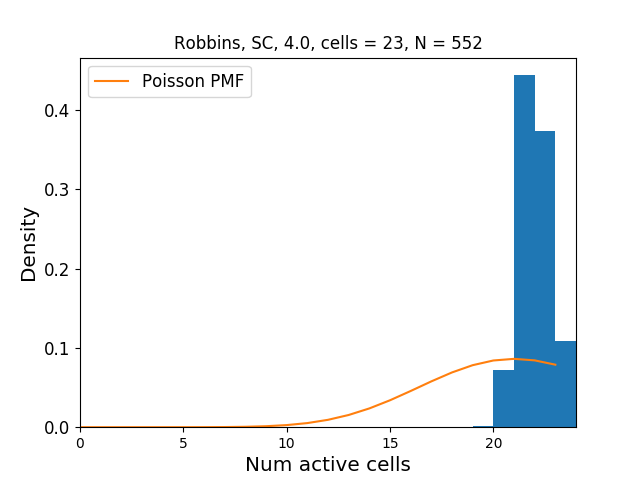 Robbins, SC, 4.0, cells = 23, N = 552
Poisson PMF
Density
0.4
0.3
0.2
0.1
0.0
0 5 10 15 20
Num active cells